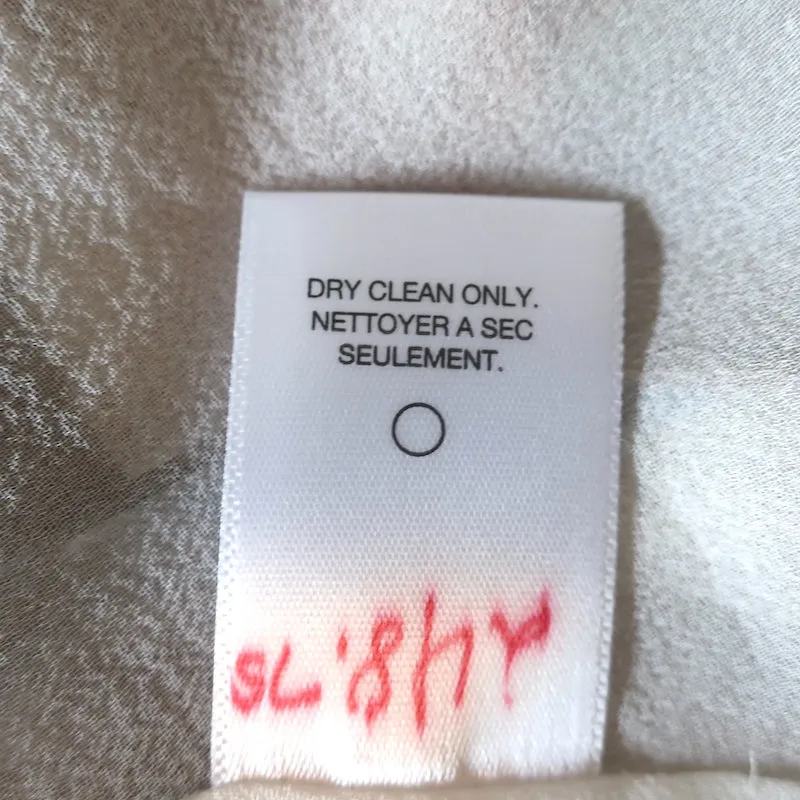 DRY CLEAN ONLY.
NETTOYER A SEC
SEULEMENT.